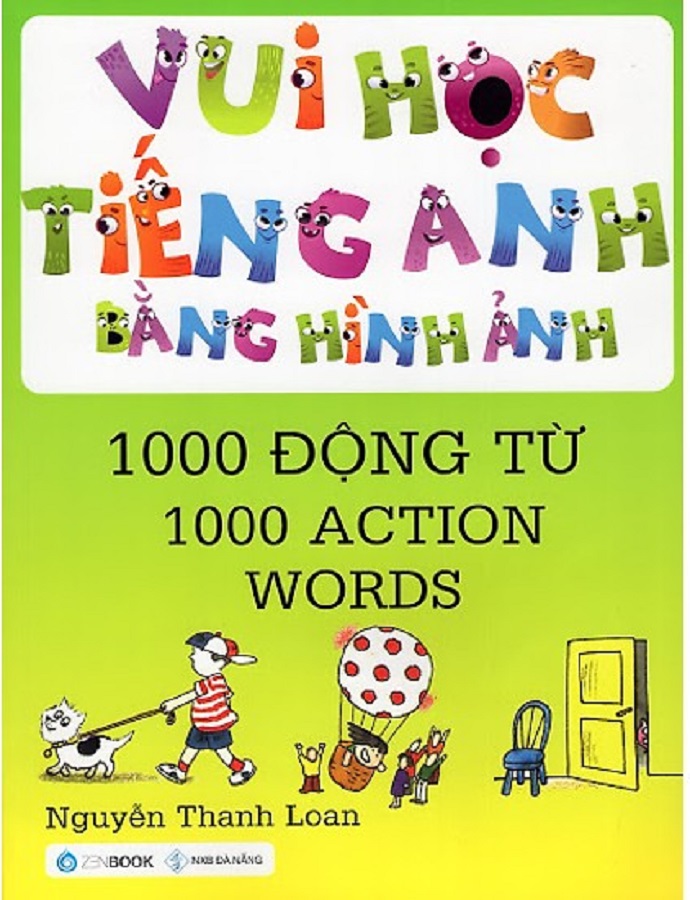 VUI HỌC
TIẾNG ANH
BẰNG HÌNH ẢNH
1000 ĐỘNG TỪ
1000 ACTION
WORDS
Nguyễn Thanh Loan
ZENBOOK NXB ĐÀ NẴNG